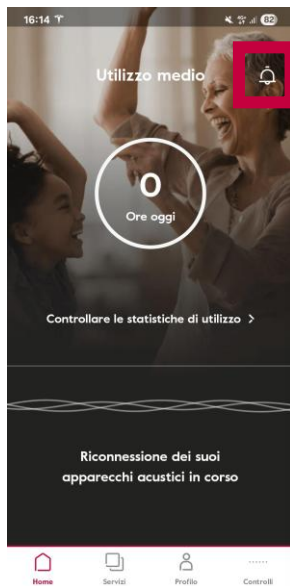 16:14
82
Utilizzo medio
0
Ore oggi
Controllare le statistiche di utilizzo >
Riconnessione dei suoi
apparecchi acustici in corso
Home Servizi Profilo Controlli